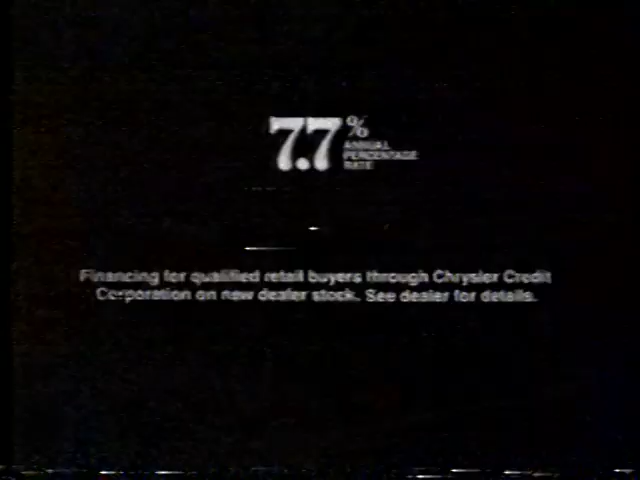 7.7%
ANNUAL
PERCENTAGE
RATE
Financing for qualified retail buyers through Chrysler Credit
Corporation on new dealer stock. See dealer for details.